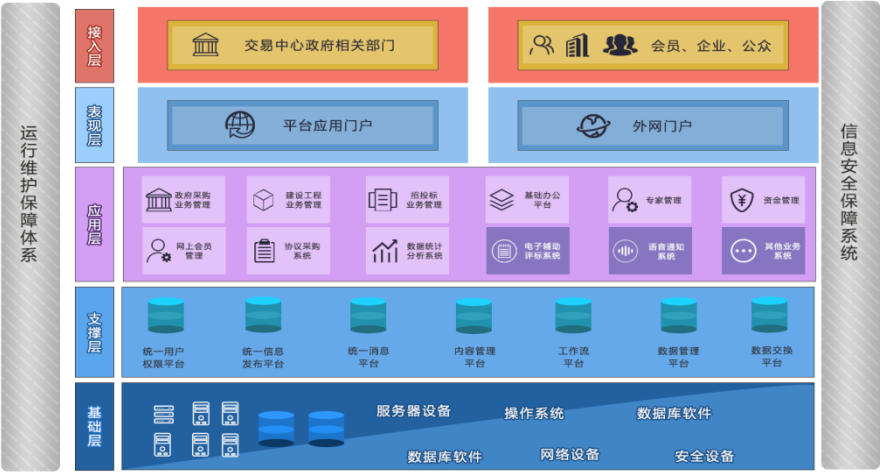 运行维护保障体系
接入层
交易中心政府相关部门
会员、企业、公众
表现层
平台应用门户
外网门户
应用层
政府采购
业务管理
建设工程
业务管理
招投标
业务管理
基础办公
平台
专家管理
资金管理
网上会员
管理
协议采购
系统
数据统计
分析系统
电子辅助
评标系统
语音通知
系统
其他业务
系统
支撑层
统一用户
权限平台
统一信息
发布平台
统一消息
平台
内容管理
平台
工作流
平台
数据管理
平台
数据交换
平台
基础层
服务器设备
操作系统
数据库软件
数据库软件
网络设备
安全设备
信息安全保障系统